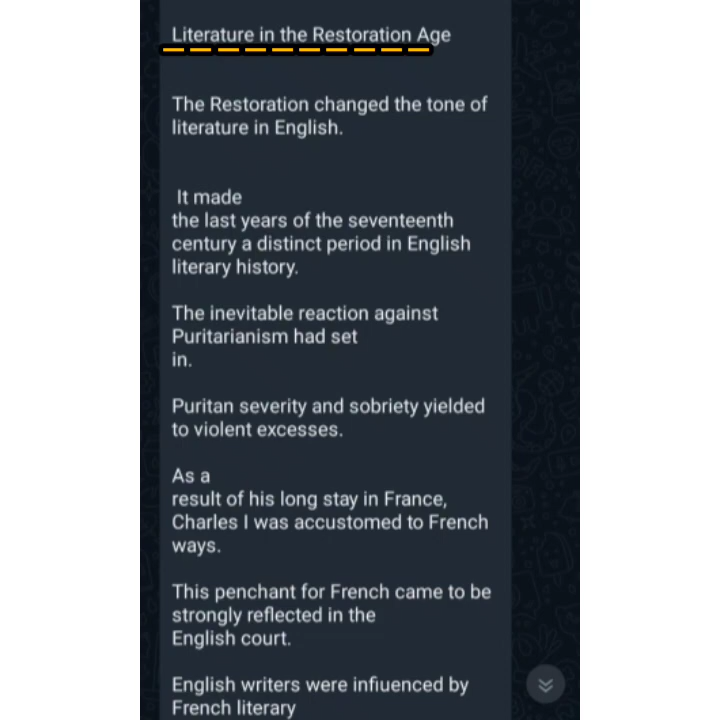 Literature in the Restoration Age
The Restoration changed the tone of
literature in English.
It made
the last years of the seventeenth
century a distinct period in English
literary history.
The inevitable reaction against
Puritarianism had set
in.
Puritan severity and sobriety yielded
to violent excesses.
As a
result of his long stay in France,
Charles I was accustomed to French
ways.
This penchant for French came to be
strongly reflected in the
English court.
English writers were infiuenced by
French literary